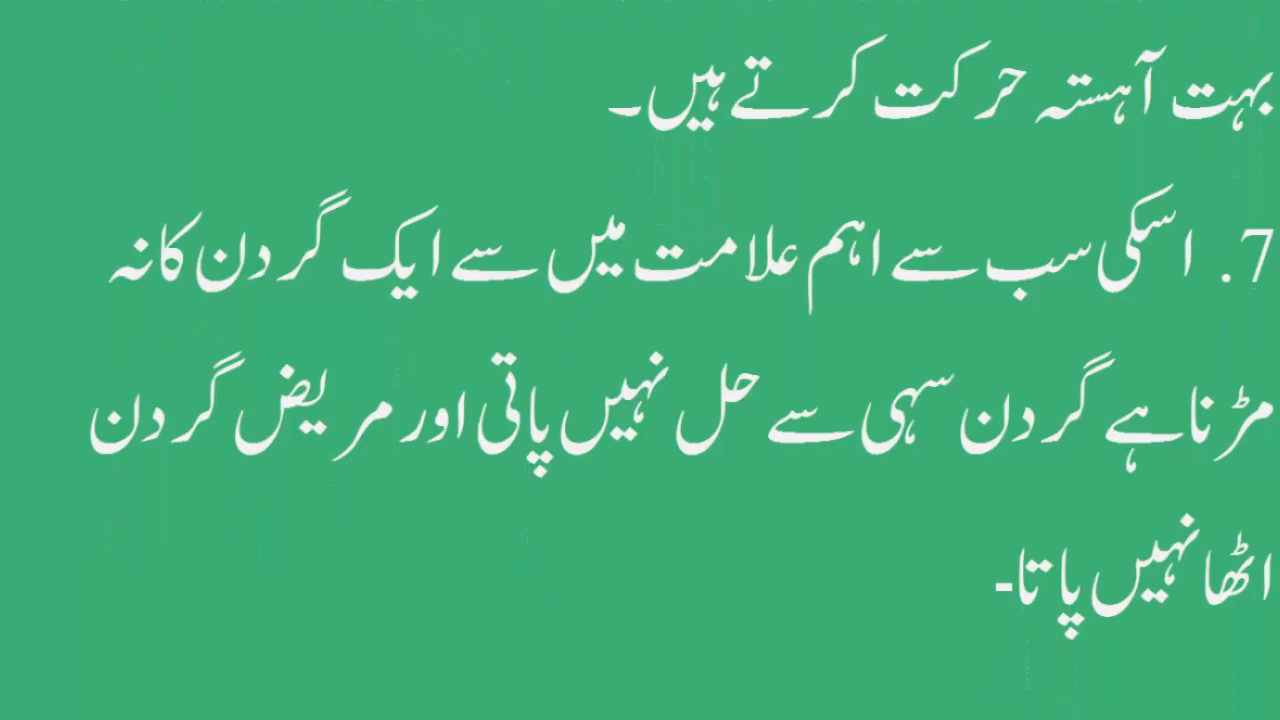 بہت آہستہ حرکت کرتے ہیں۔
7. اسکی سب سے اہم علامت میں سے ایک گردن کا نہ
مڑنا ہے گردن سہی سے حل نہیں پاتی اور مریض گردن
اٹھا نہیں پاتا-